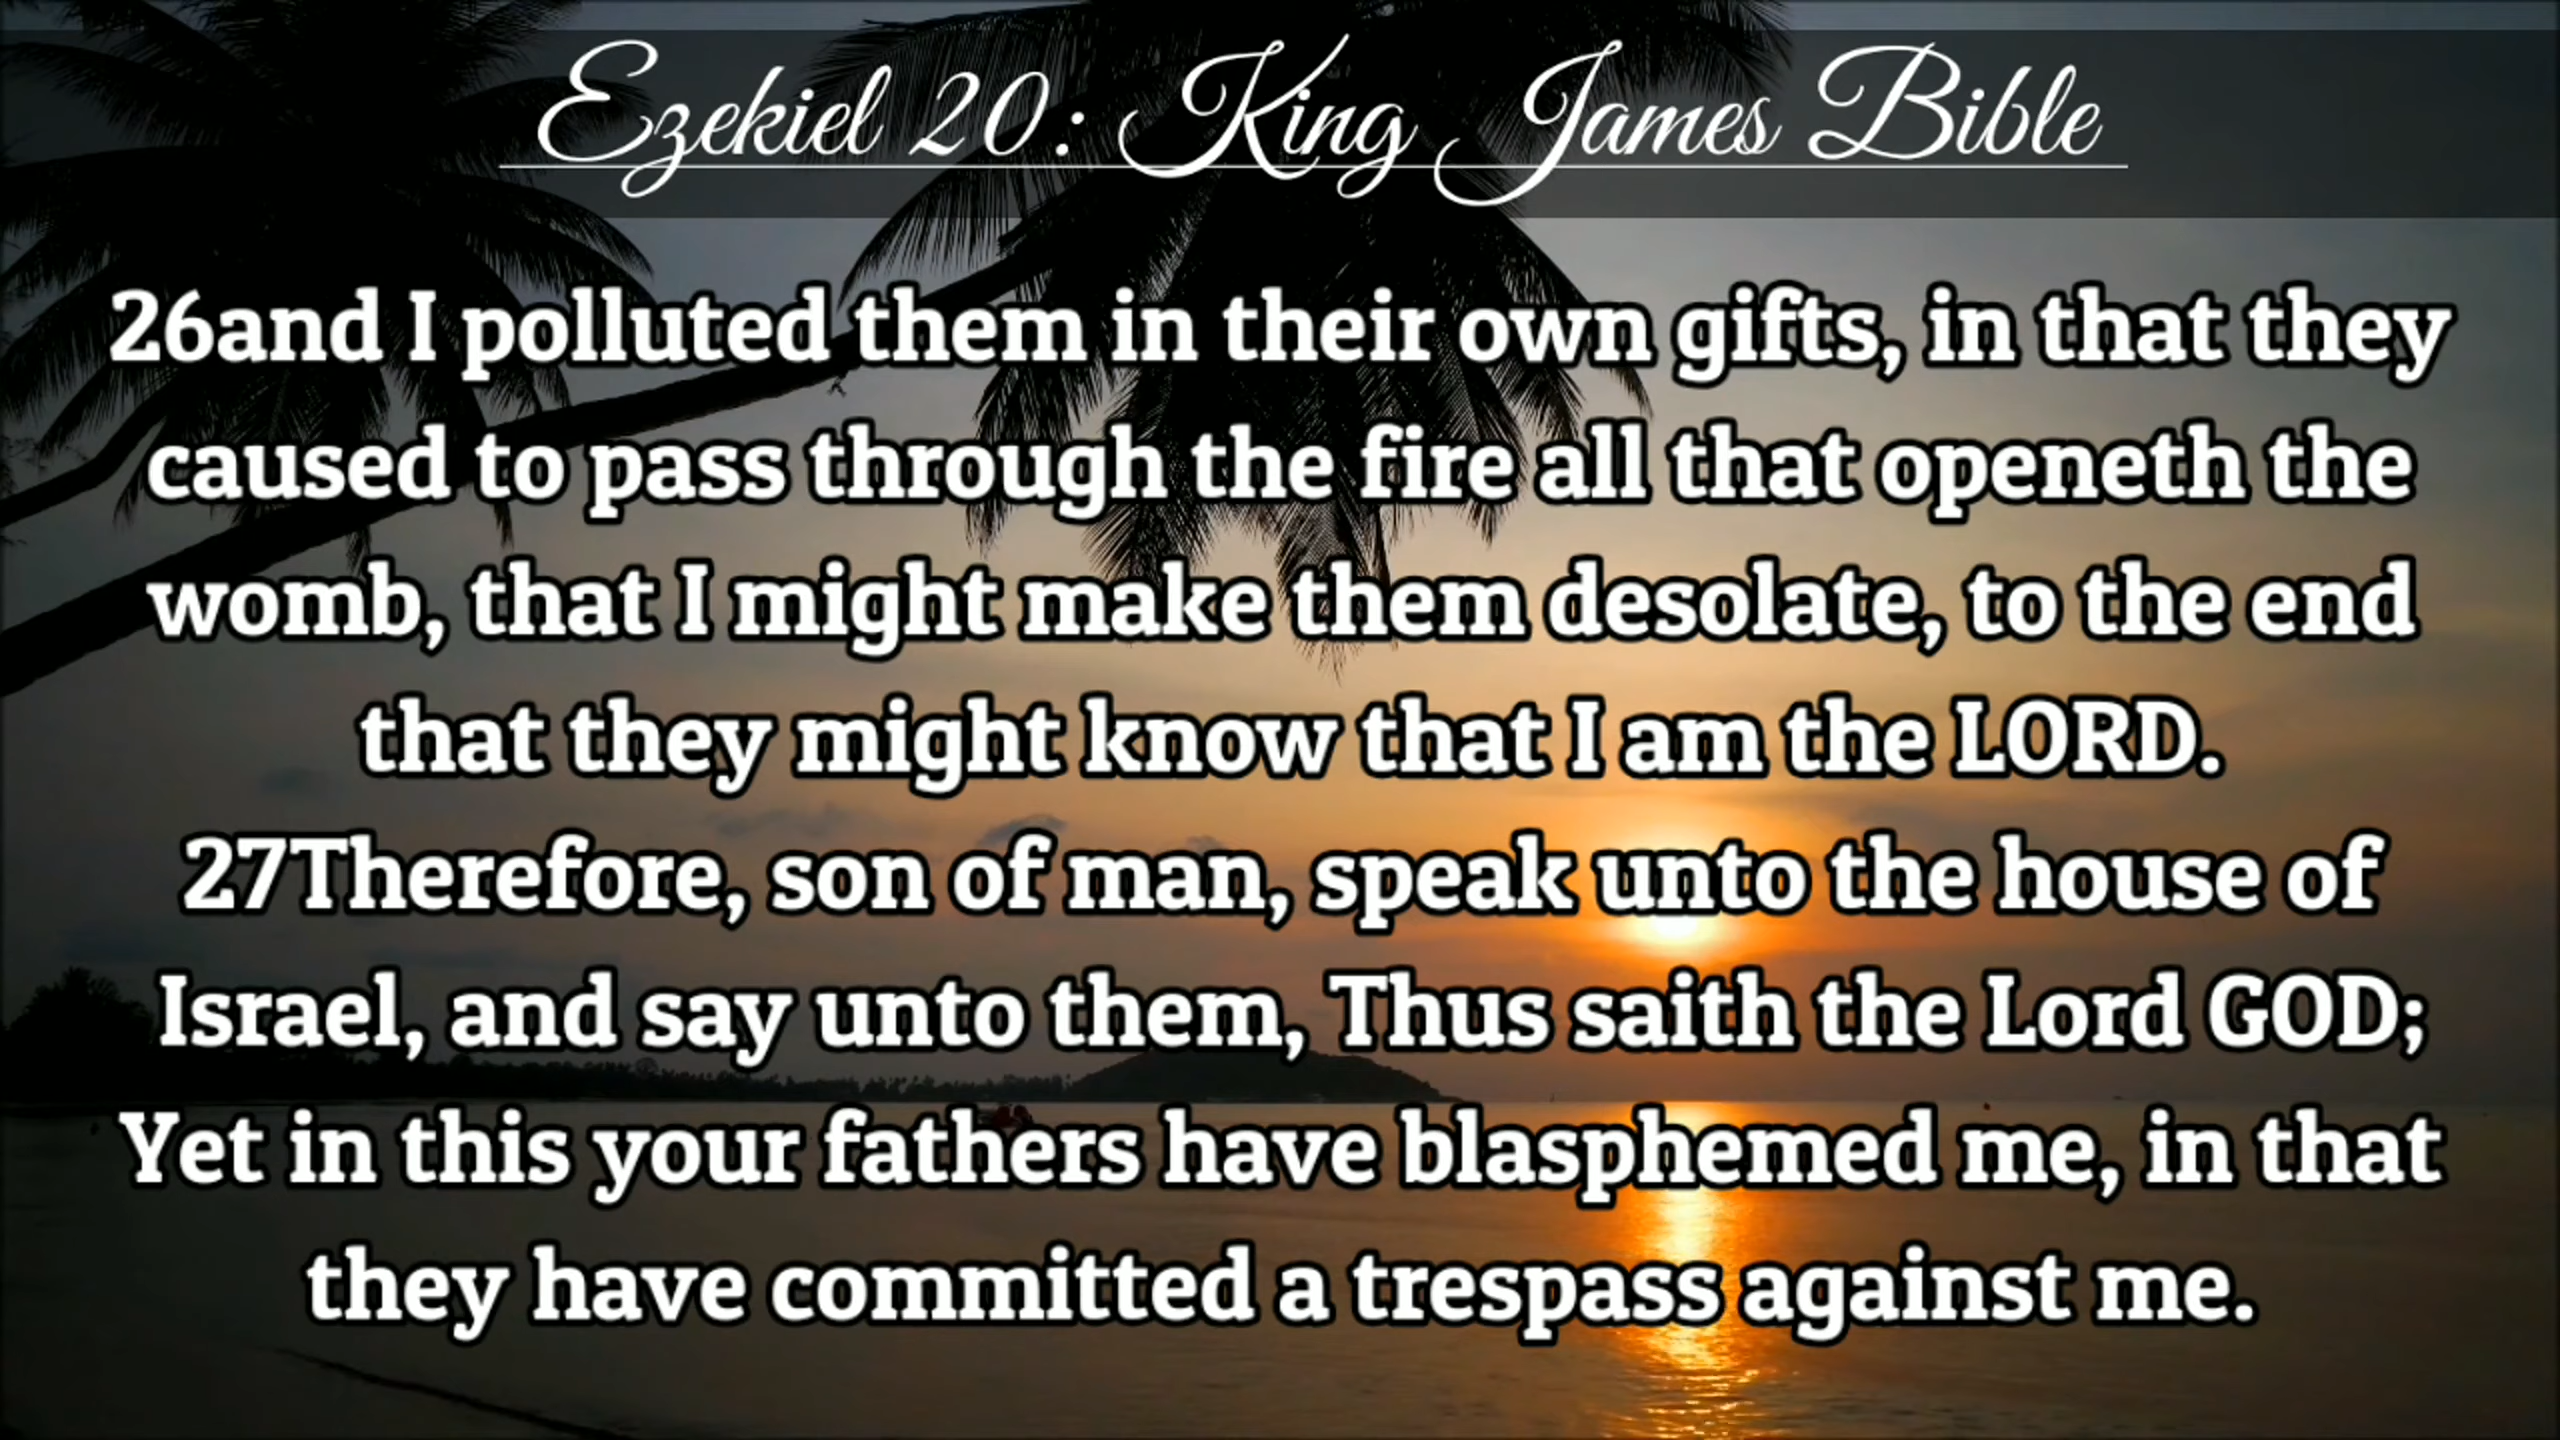 Ezekiel 20: King James Bible
26and I polluted them in their own gifts, in that they
caused to pass through the fire all that openeth the
womb, that I might make them desolate, to the end
that they might know that I am the LORD.
27Therefore, son of man, speak unto the house of
Israel, and say unto them, Thus saith the Lord GOD;
Yet in this your fathers have blasphemed me, in that
they have committed a trespass against me.